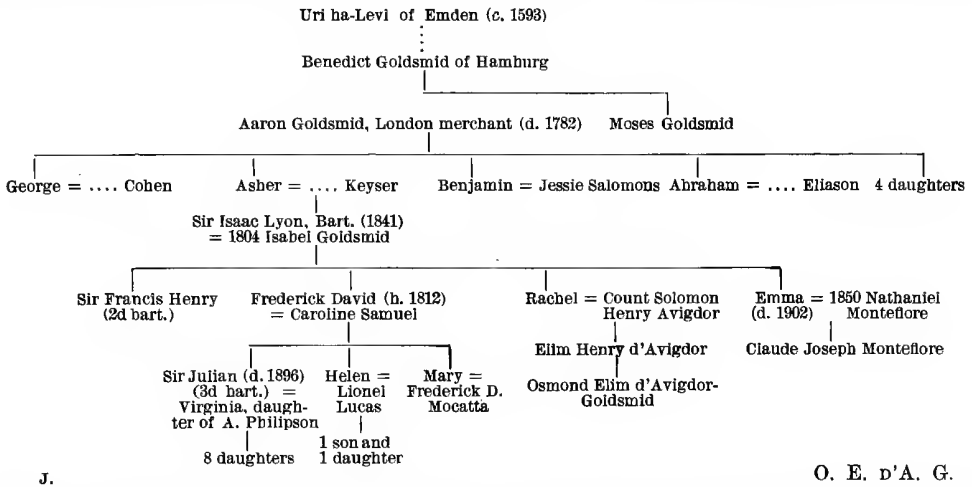 Uri ha-Levi of Emden (c. 1593)
Benedict Goldsmid of Hamburg
Aaron Goldsmid, London merchant (d. 1782) Moses Goldsmid
George = .... Cohen Asher = .... Keyser Benjamin = Jessie Salomons Abraham = .... Eliason 4 daughters
Sir Isaac Lyon, Bart. (1841)
= 1804 Isabel Goldsmid
Sir Francis Henry
(2d bart.)
Frederick David (h. 1812)
= Caroline Samuel
Rachel = Count Solomon
Henry Avigdor
Emma = 1850 Nathaniel
(d. 1902) Montefiore
Elim Henry d'Avigdor
Claude Joseph Montefiore
Osmond Elim d'Avigdor-
Goldsmid
Sir Julian (d. 1896)
(3d bart.) =
Virginia, daugh-
ter of A. Philipson
8 daughters
Helen =
Lionel
Lucas
1 son and
1 daughter
Mary =
Frederick D.
Mocatta
J. O. E. D'A. G.